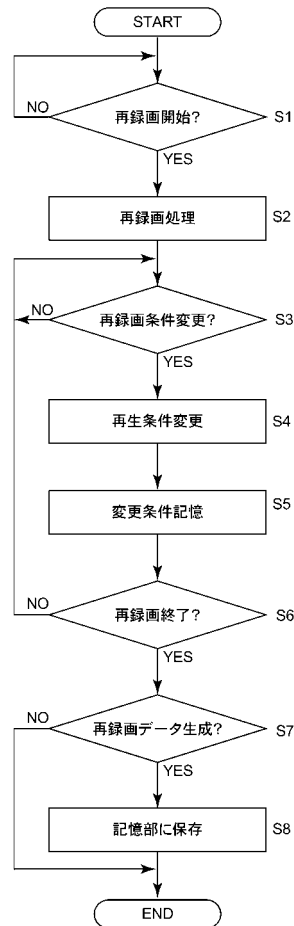 START
再録画開始?
S1
NO
YES
再録画処理
S2
再録画条件変更?
S3
NO
YES
再生条件変更
S4
変更条件記憶
S5
再録画終了?
S6
NO
YES
再録画データ生成?
S7
NO
YES
記憶部に保存
S8
END